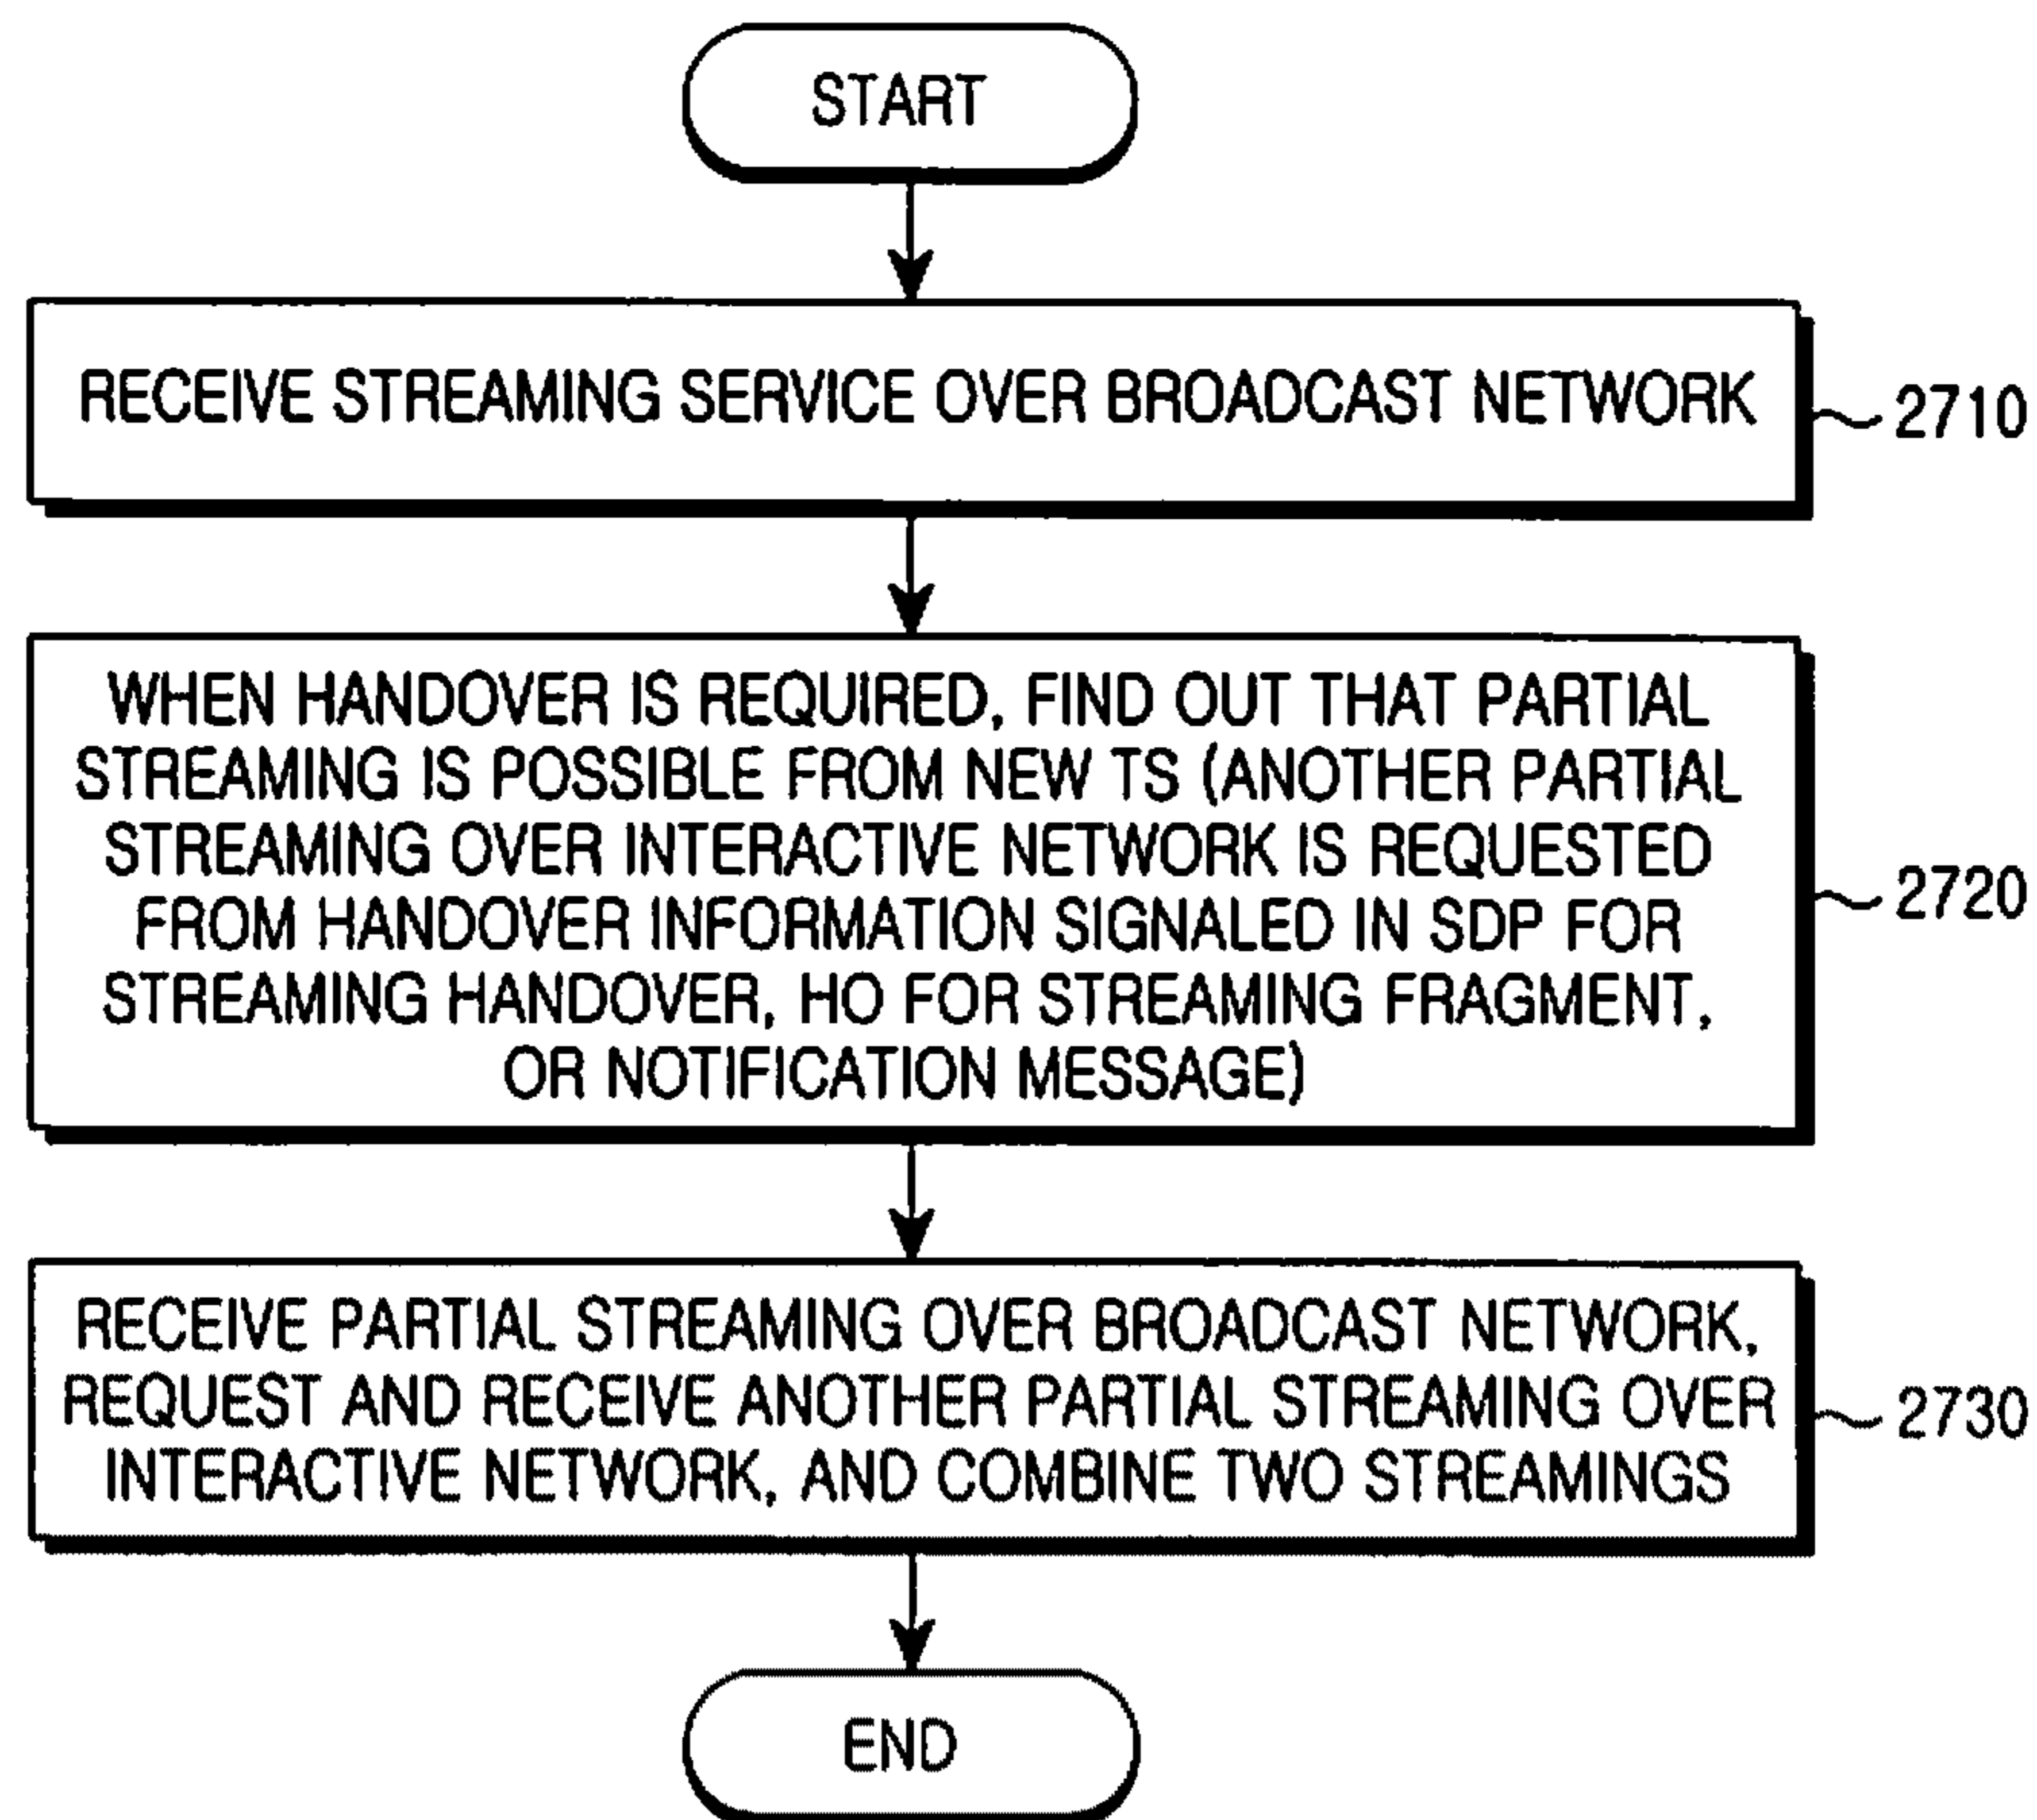 START
RECEIVE STREAMING SERVICE OVER BROADCAST NETWORK
2710
WHEN HANDOVER IS REQUIRED, FIND OUT THAT PARTIAL
STREAMING IS POSSIBLE FROM NEW TS (ANOTHER PARTIAL
STREAMING OVER INTERACTIVE NETWORK IS REQUESTED
FROM HANDOVER INFORMATION SIGNALED IN SDP FOR
STREAMING HANDOVER, HO FOR STREAMING FRAGMENT,
OR NOTIFICATION MESSAGE)
2720
RECEIVE PARTIAL STREAMING OVER BROADCAST NETWORK,
REQUEST AND RECEIVE ANOTHER PARTIAL STREAMING OVER
INTERACTIVE NETWORK, AND COMBINE TWO STREAMINGS
2730
END